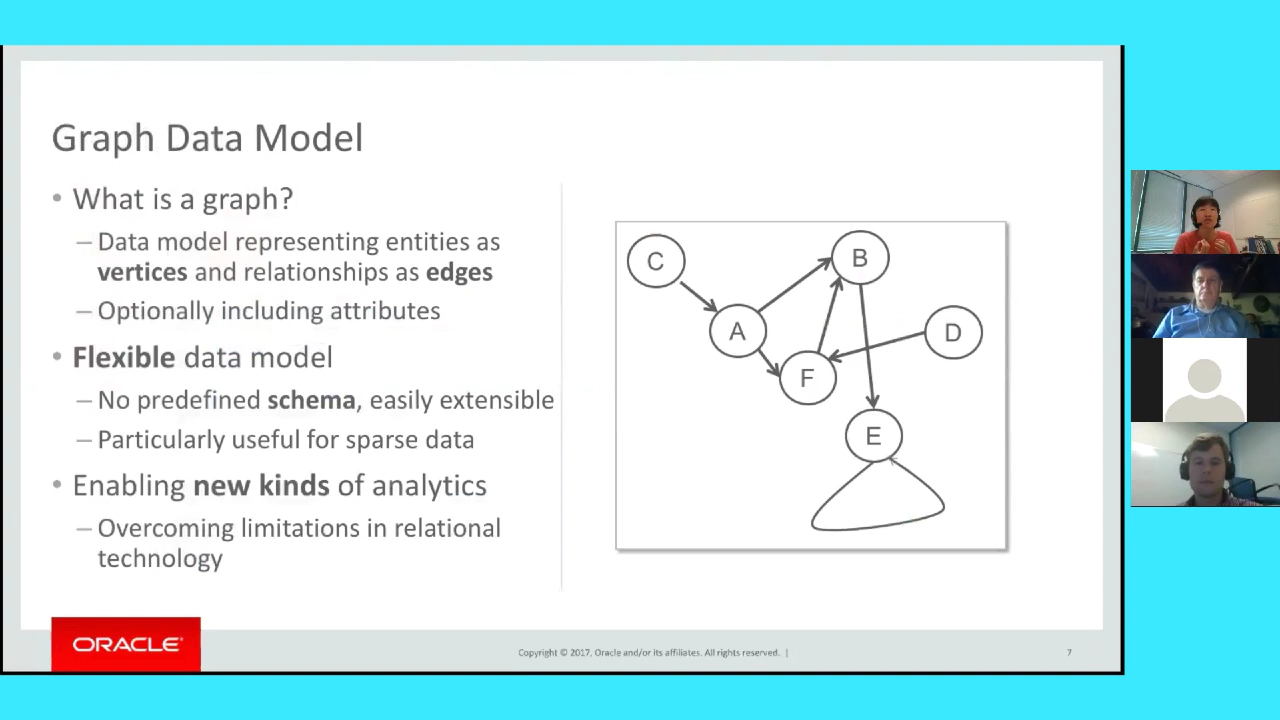 Graph Data Model
• What is a graph?
– Data model representing entities as
vertices and relationships as edges
– Optionally including attributes
• Flexible data model
– No predefined schema, easily extensible
– Particularly useful for sparse data
• Enabling new kinds of analytics
– Overcoming limitations in relational
technology
C
B
A
D
F
E
ORACLE®
Copyright © 2017, Oracle and/or its affiliates. All rights reserved. |
7